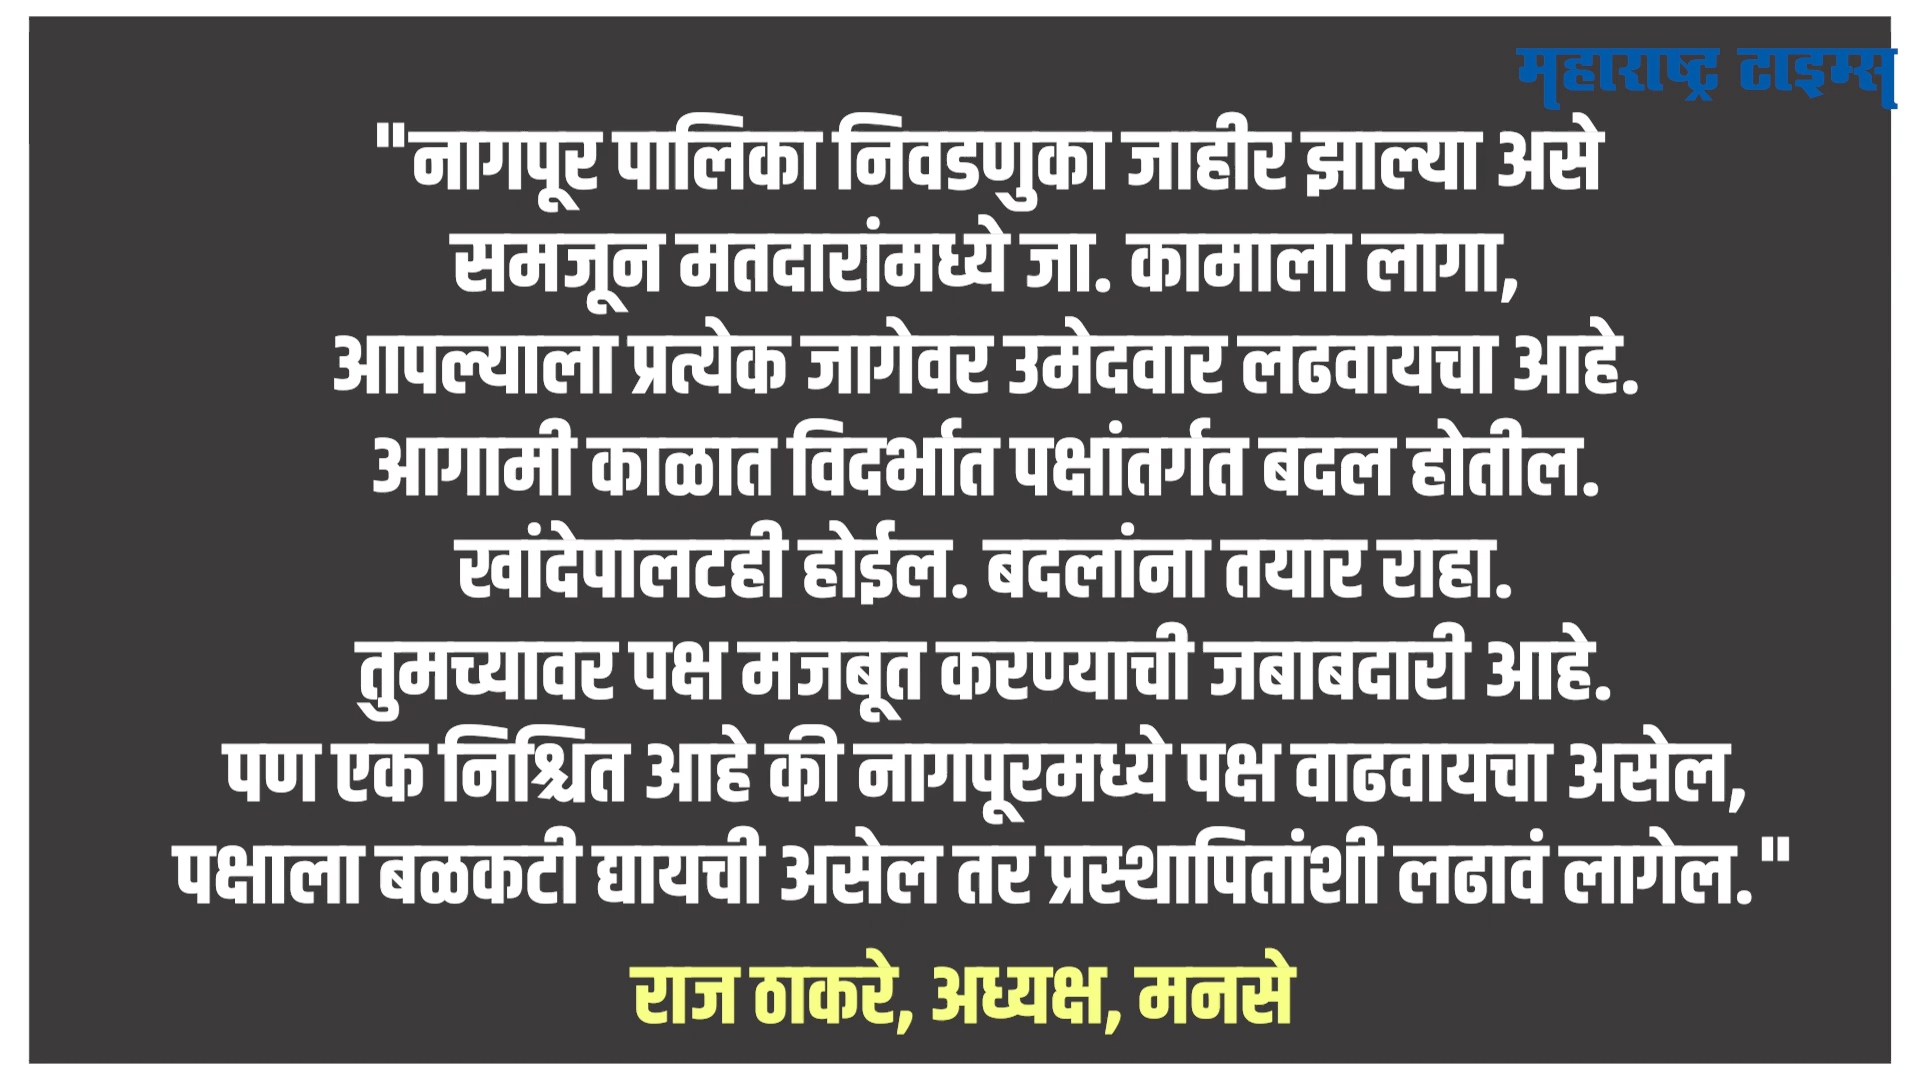 महाराष्ट्र टाइम्स
"नागपूर पालिका निवडणुका जाहीर झाल्या असे
समजून मतदारांमध्ये जा. कामाला लागा,
आपल्याला प्रत्येक जागेवर उमेदवार लढवायचा आहे.
आगामी काळात विदर्भात पक्षांतर्गत बदल होतील.
खांदेपालटही होईल. बदलांना तयार राहा.
तुमच्यावर पक्ष मजबूत करण्याची जबाबदारी आहे.
पण एक निश्चित आहे की नागपूरमध्ये पक्ष वाढवायचा असेल,
पक्षाला बळकटी द्यायची असेल तर प्रस्थापितांशी लढावं लागेल."
राज ठाकरे, अध्यक्ष, मनसे